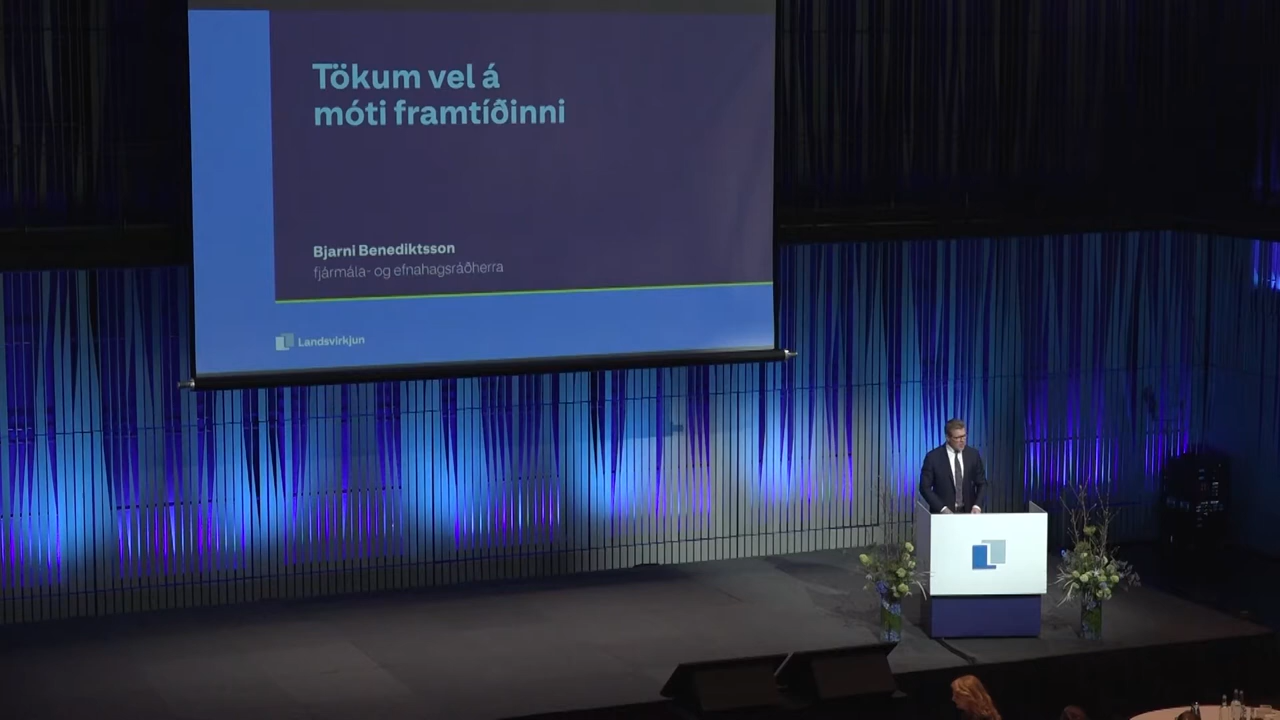 Tökum vel á
móti framtíðinni
Bjarni Benediktsson
fjármála- og efnahagsráðherra
Landsvirkjun